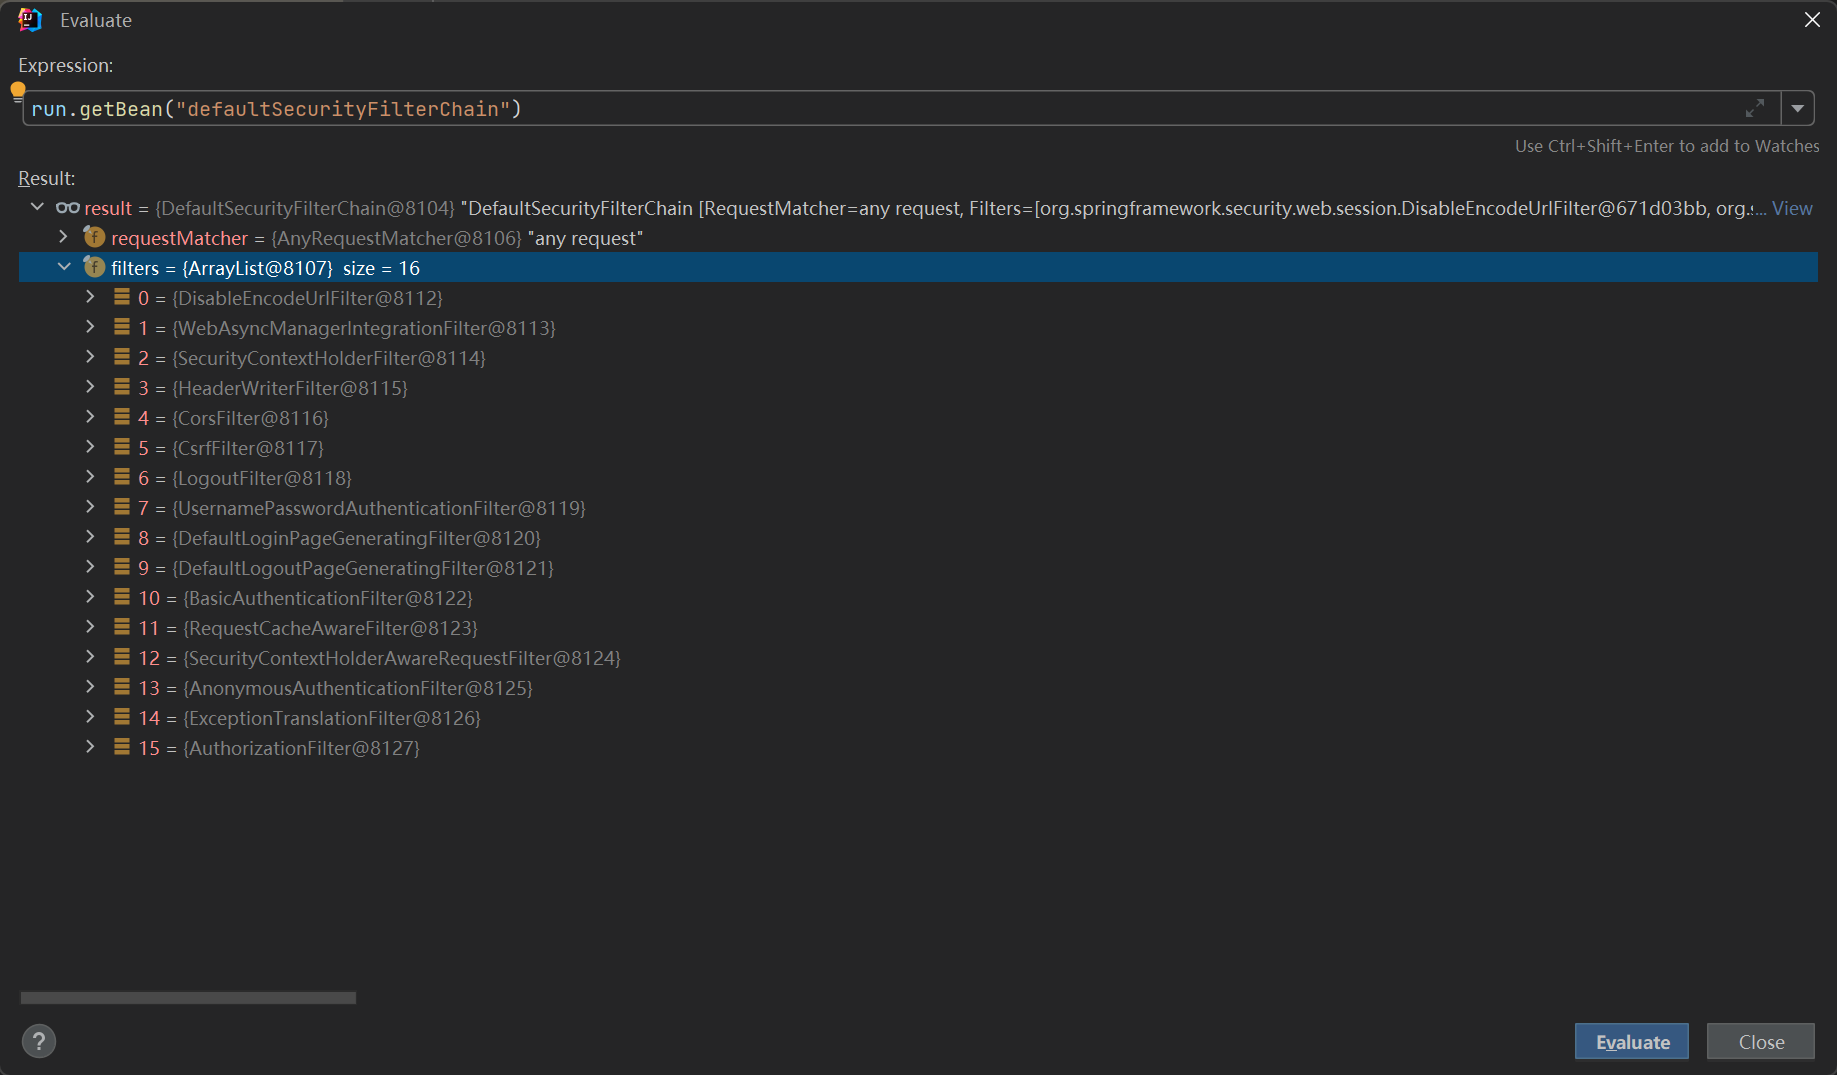 Evaluate
Expression:
run.getBean("defaultSecurityFilterChain")
Use Ctrl+Shift+Enter to add to Watches
Result:
result = {DefaultSecurityFilterChain@8104} "DefaultSecurityFilterChain [RequestMatcher=any request, Filters=[org.springframework.security.web.session.DisableEncodeUrlFilter@671d03bb, org.s... View
requestMatcher = {AnyRequestMatcher@8106} "any request"
filters = {ArrayList@8107} size = 16
0 = {DisableEncodeUrlFilter@8112}
1 = {WebAsyncManagerIntegrationFilter@8113}
2 = {SecurityContextHolderFilter@8114}
3 = {HeaderWriterFilter@8115}
4 = {CorsFilter@8116}
5 = {CsrfFilter@8117}
6 = {LogoutFilter@8118}
7 = {UsernamePasswordAuthenticationFilter@8119}
8 = {DefaultLoginPageGeneratingFilter@8120}
9 = {DefaultLogoutPageGeneratingFilter@8121}
10 = {BasicAuthenticationFilter@8122}
11 = {RequestCacheAwareFilter@8123}
12 = {SecurityContextHolderAwareRequestFilter@8124}
13 = {AnonymousAuthenticationFilter@8125}
14 = {ExceptionTranslationFilter@8126}
15 = {AuthorizationFilter@8127}
?
Evaluate
Close